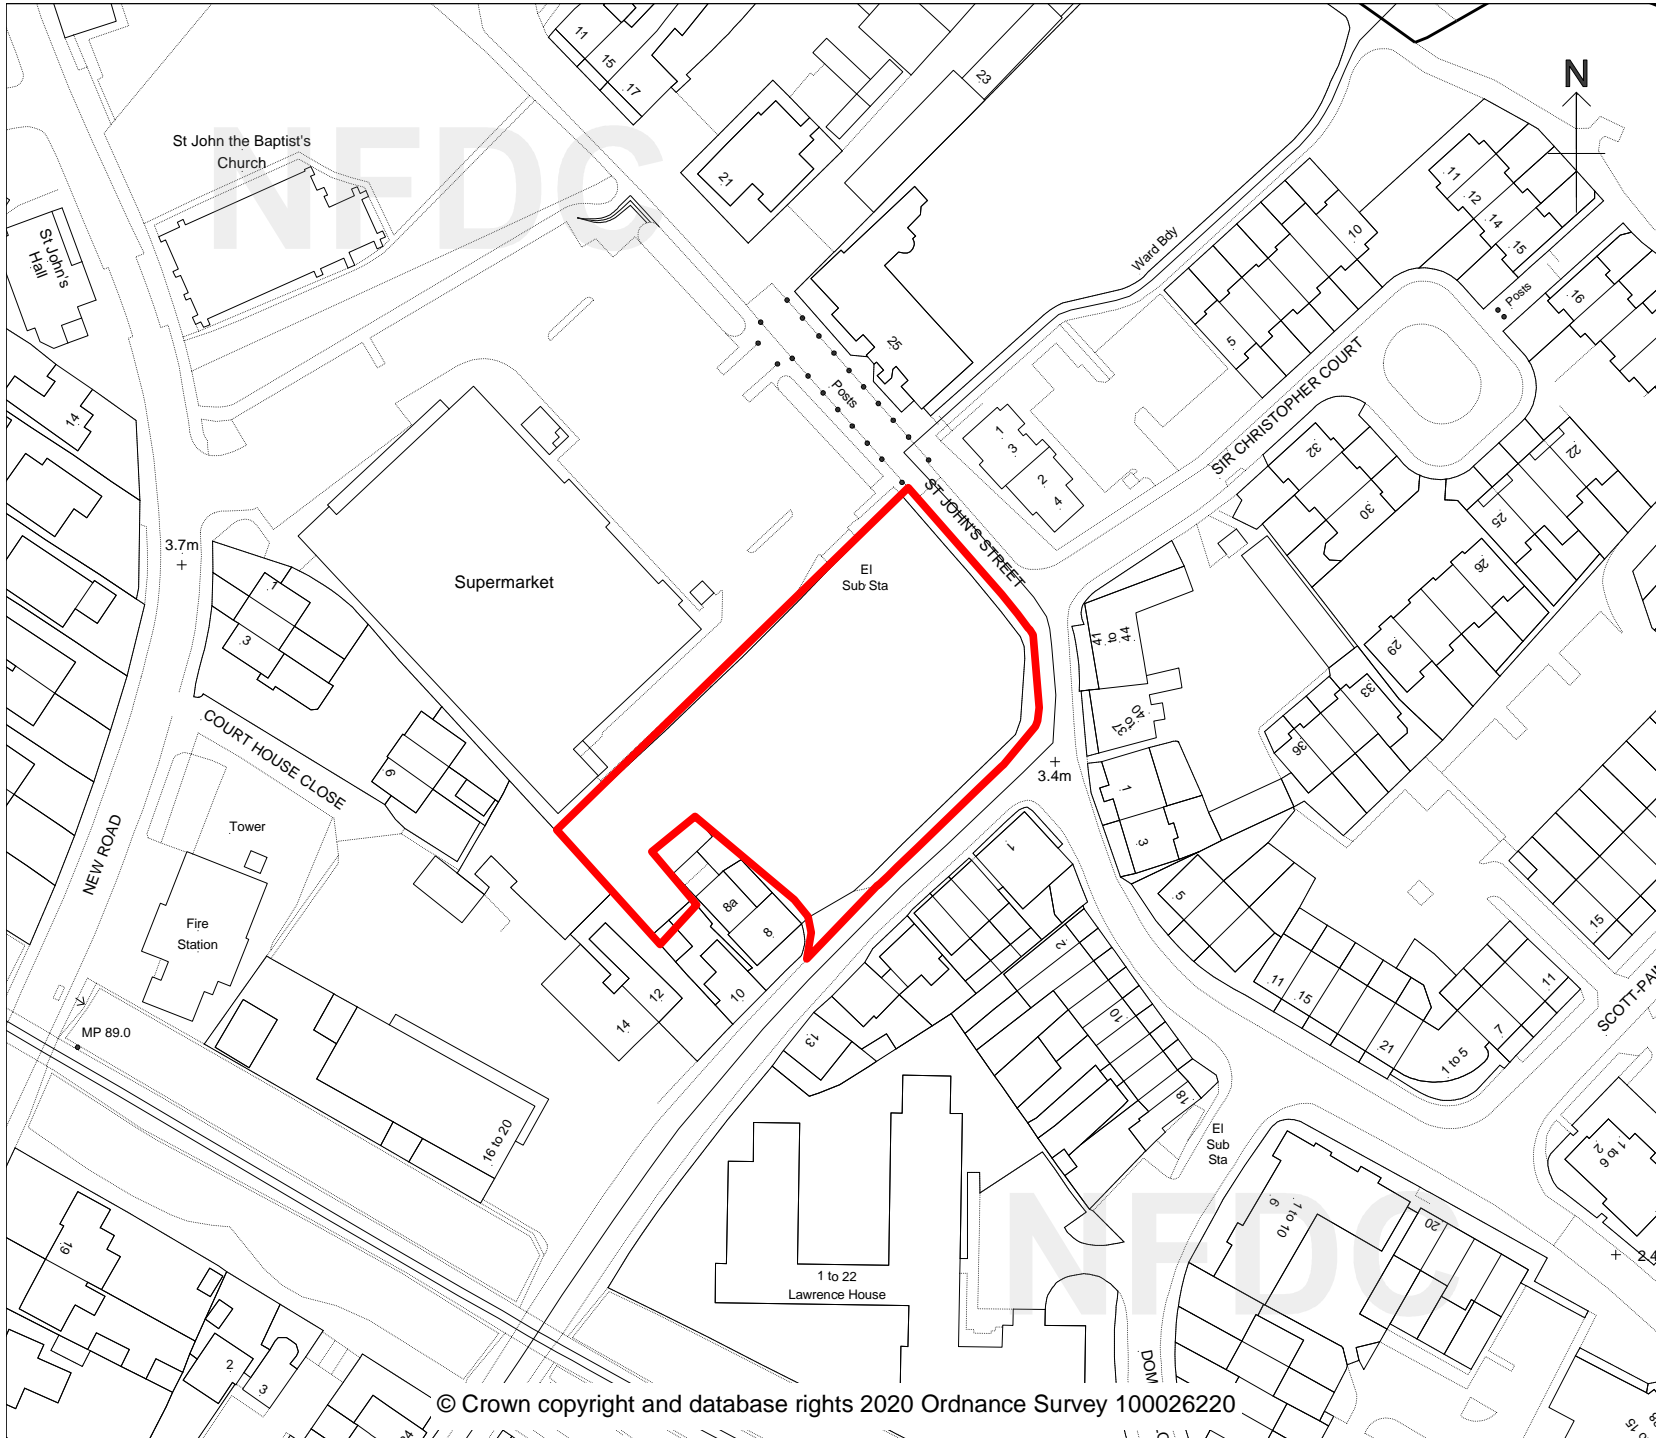 11
15
17
23
N
St John the Baptist's
Church
NFDC
21
11
12
14
15
10
Ward Bdy
St John's
Hall
16
Posts
5
25
Posts
SIR CHRISTOPHER COURT
14
1
3
2
4
32
30
22
25
ST JOHN'S STREET
3.7m
Supermarket
El
Sub Sta
1
3
41
to
44
26
29
33
37
to
40
36
COURT HOUSE CLOSE
6
3.4m
1
3
NEW ROAD
Tower
1
5
Fire
Station
8a
8
2
15
11
15
11
7
SCOTT-PAI
12
10
14
13
10
21
1 to 5
MP 89.0
18
16 to 20
El
Sub
Sta
1 to 6
2
NFDC
6
1 to 10
20
19
2.4
1 to 22
Lawrence House
2
3
DOM
© Crown copyright and database rights 2020 Ordnance Survey 100026220